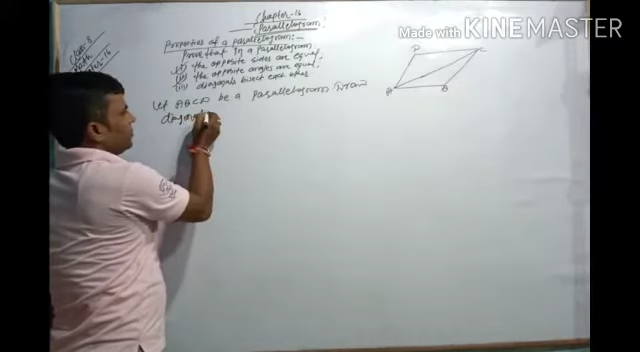 Chapter-16
Parallelogram
Class-8
Math
Properties of a parallelogram:-
Prove that In a parallelogram,
(i) the opposite sides are equal,
(ii) the opposite angles are equal,
(iii) diagonals bisect each other
Let ABCD be a parallelogram Draw
D C
A B
Made with KINEMASTER